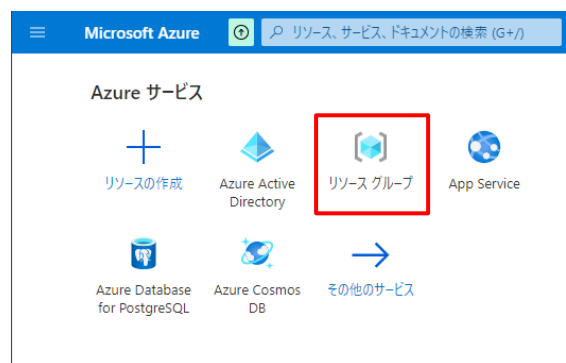 Microsoft Azure
リソース、サービス、ドキュメントの検索 (G+/)
Azure サービス
リソースの作成
Azure Active
Directory
リソース グループ
App Service
Azure Database
for PostgreSQL
Azure Cosmos
DB
その他のサービス